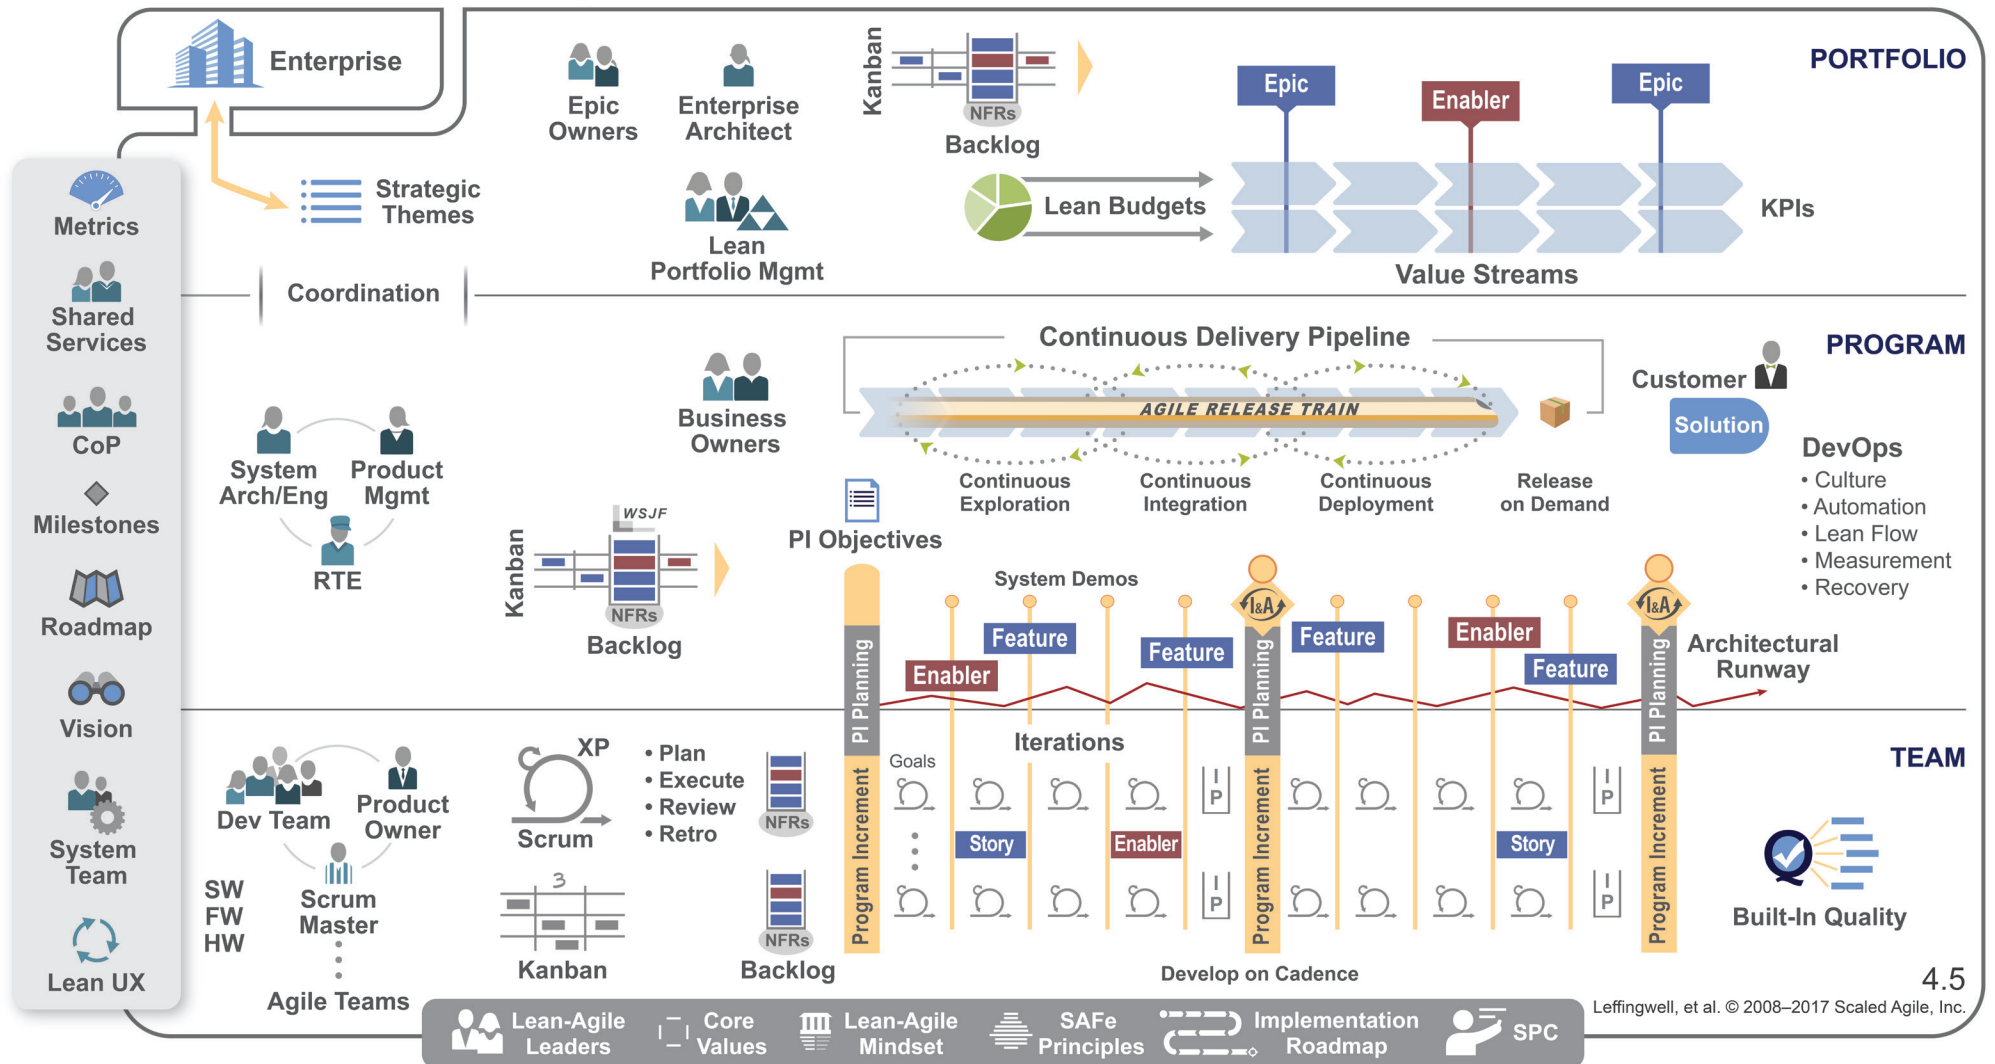 Enterprise
Strategic
Themes
Epic
Owners
Enterprise
Architect
Lean
Portfolio Mgmt
Kanban
NFRs
Backlog
Lean Budgets
Epic
Enabler
Epic
KPIs
Value Streams
PORTFOLIO
Metrics
Shared
Services
CoP
Milestones
Roadmap
Vision
System
Team
Lean UX
Coordination
PROGRAM
System
Arch/Eng
Product
Mgmt
RTE
Business
Owners
Kanban
WSJF
NFRs
Backlog
Continuous Delivery Pipeline
AGILE RELEASE TRAIN
Continuous
Exploration
Continuous
Integration
Continuous
Deployment
Release
on Demand
Customer
Solution
DevOps
• Culture
• Automation
• Lean Flow
• Measurement
• Recovery
PI Objectives
System Demos
I&A
I&A
PI Planning
Enabler
Feature
Feature
PI Planning
Feature
Enabler
Feature
PI Planning
Architectural
Runway
TEAM
Dev Team
Product
Owner
Scrum
Master
SW
FW
HW
Agile Teams
XP
Scrum
• Plan
• Execute
• Review
• Retro
3
Kanban
NFRs
NFRs
Backlog
Program Increment
Goals
Iterations
Story
Enabler
I
P
I
P
Program Increment
Story
I
P
I
P
Program Increment
Develop on Cadence
Built-In Quality
4.5
Leffingwell, et al. © 2008–2017 Scaled Agile, Inc.
Lean-Agile
Leaders
Core
Values
Lean-Agile
Mindset
SAFe
Principles
Implementation
Roadmap
SPC